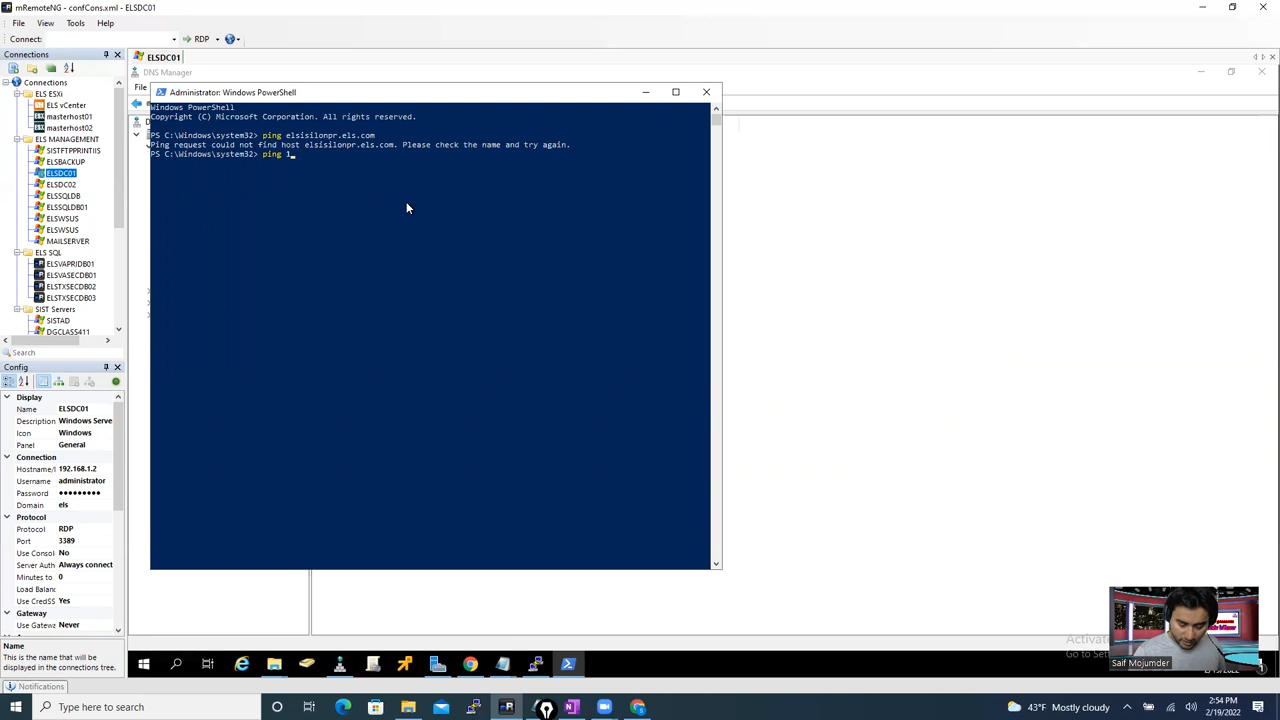 mRemoteNG - confCons.xml - ELSDC01
File View Tools Help
Connect: RDP
Connections
Connections
ELS ESXi
ELS vCenter
masterhost01
masterhost02
ELS MANAGEMENT
SISTFTPPRINTIIS
ELSBACKUP
ELSDC01
ELSDC02
ELSSQLDB
ELSSQLDB01
ELSWSUS
ELSWSUS
MAILSERVER
ELS SQL
ELSVAPRIDB01
ELSVASECDB01
ELSTXSECDB02
ELSTXSECDB03
SIST Servers
SISTAD
DGCLASS411
Search
Config
Display
Name ELSDC01
Description Windows Serve
Icon Windows
Panel General
Connection
Hostname/I 192.168.1.2
Username administrator
Password ●●●●●●●●●
Domain els
Protocol
Protocol RDP
Port 3389
Use Consol No
Server Auth Always connect
Minutes to 0
Load Balanc
Use CredSS Yes
Gateway
Use Gatewa Never
Name
This is the name that will be
displayed in the connections tree.
Notifications
ELSDC01
DNS Manager
File
Administrator: Windows PowerShell
Windows PowerShell
Copyright (C) Microsoft Corporation. All rights reserved.
PS C:\Windows\system32> ping elsisilonpr.els.com
Ping request could not find host elsisilonpr.els.com. Please check the name and try again.
PS C:\Windows\system32> ping 1_
Activat
Go to Se
Saif Mojumder
Type here to search
43°F Mostly cloudy
2:54 PM
2/19/2022